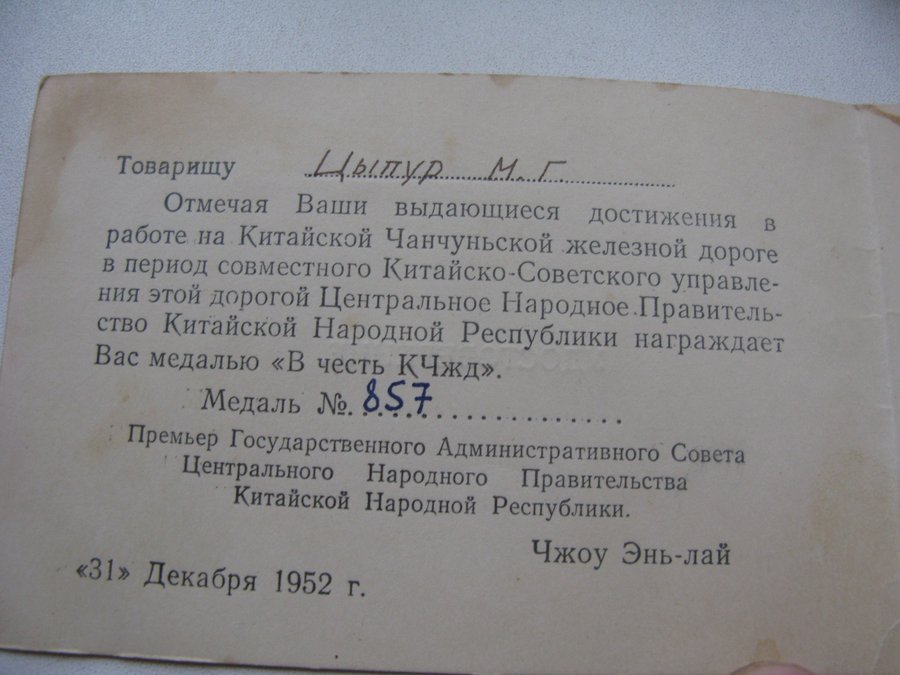 Товарищу Цыпур М. Г.
Отмечая Ваши выдающиеся достижения в
работе на Китайской Чанчуньской железной дороге
в период совместного Китайско-Советского управле-
ния этой дорогой Центральное Народное Правитель-
ство Китайской Народной Республики награждает
Вас медалью «В честь КЧжд».
Медаль № 857
Премьер Государственного Административного Совета
Центрального Народного Правительства
Китайской Народной Республики.
Чжоу Энь-лай
«31» Декабря 1952 г.